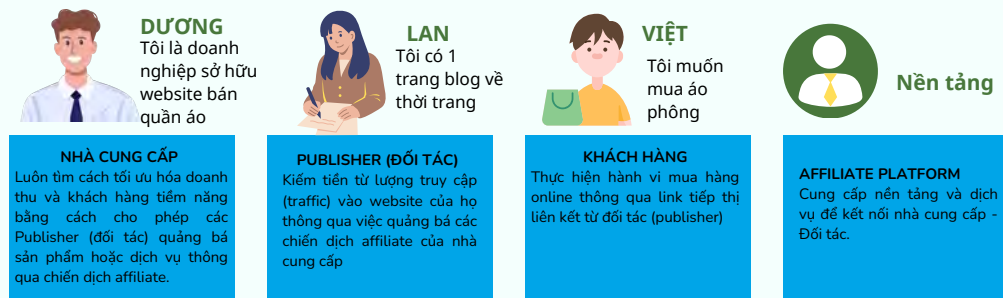 DƯƠNG
Tôi là doanh
nghiệp sở hữu
website bán
quần áo
LAN
Tôi có 1
trang blog về
thời trang
VIỆT
Tôi muốn
mua áo
phông
Nền tảng
NHÀ CUNG CẤP
Luôn tìm cách tối ưu hóa doanh
thu và khách hàng tiềm năng
bằng cách cho phép các
Publisher (đối tác) quảng bá
sản phẩm hoặc dịch vụ thông
qua chiến dịch affiliate.
PUBLISHER (ĐỐI TÁC)
Kiếm tiền từ lượng truy cập
(traffic) vào website của họ
thông qua việc quảng bá các
chiến dịch affiliate của nhà
cung cấp
KHÁCH HÀNG
Thực hiện hành vi mua hàng
online thông qua link tiếp thị
liên kết từ đối tác (publisher)
AFFILIATE PLATFORM
Cung cấp nền tảng và dịch
vụ để kết nối nhà cung cấp -
Đối tác.